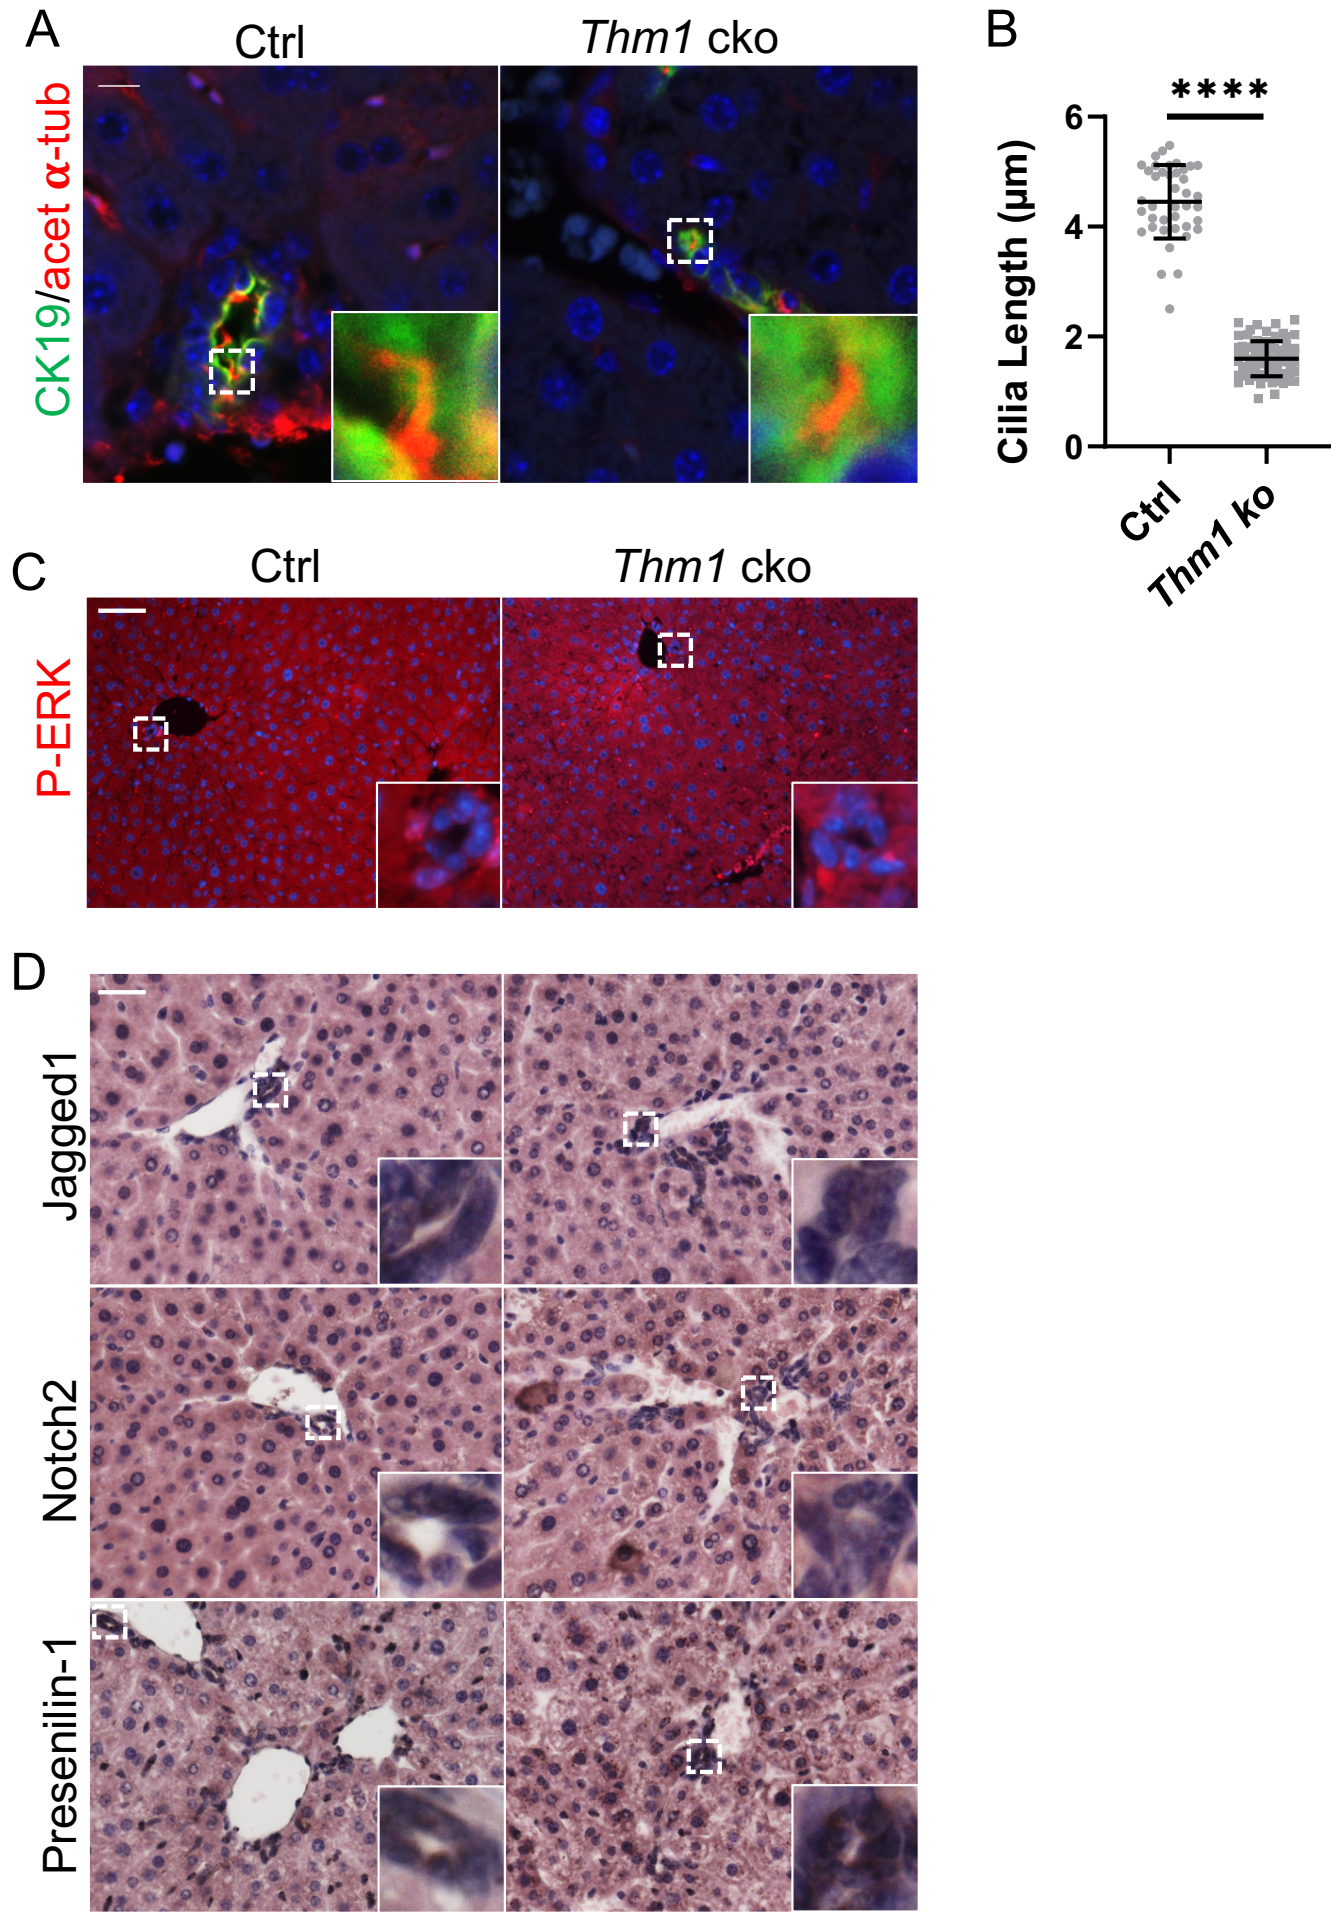 A
Ctrl
Thm1 cko
CK19/acet α-tub
B
****
Cilia Length (µm)
6
4
2
0
Ctrl
Thm1 ko
C
Ctrl
Thm1 cko
P-ERK
D
Jagged1
Notch2
Presenilin-1